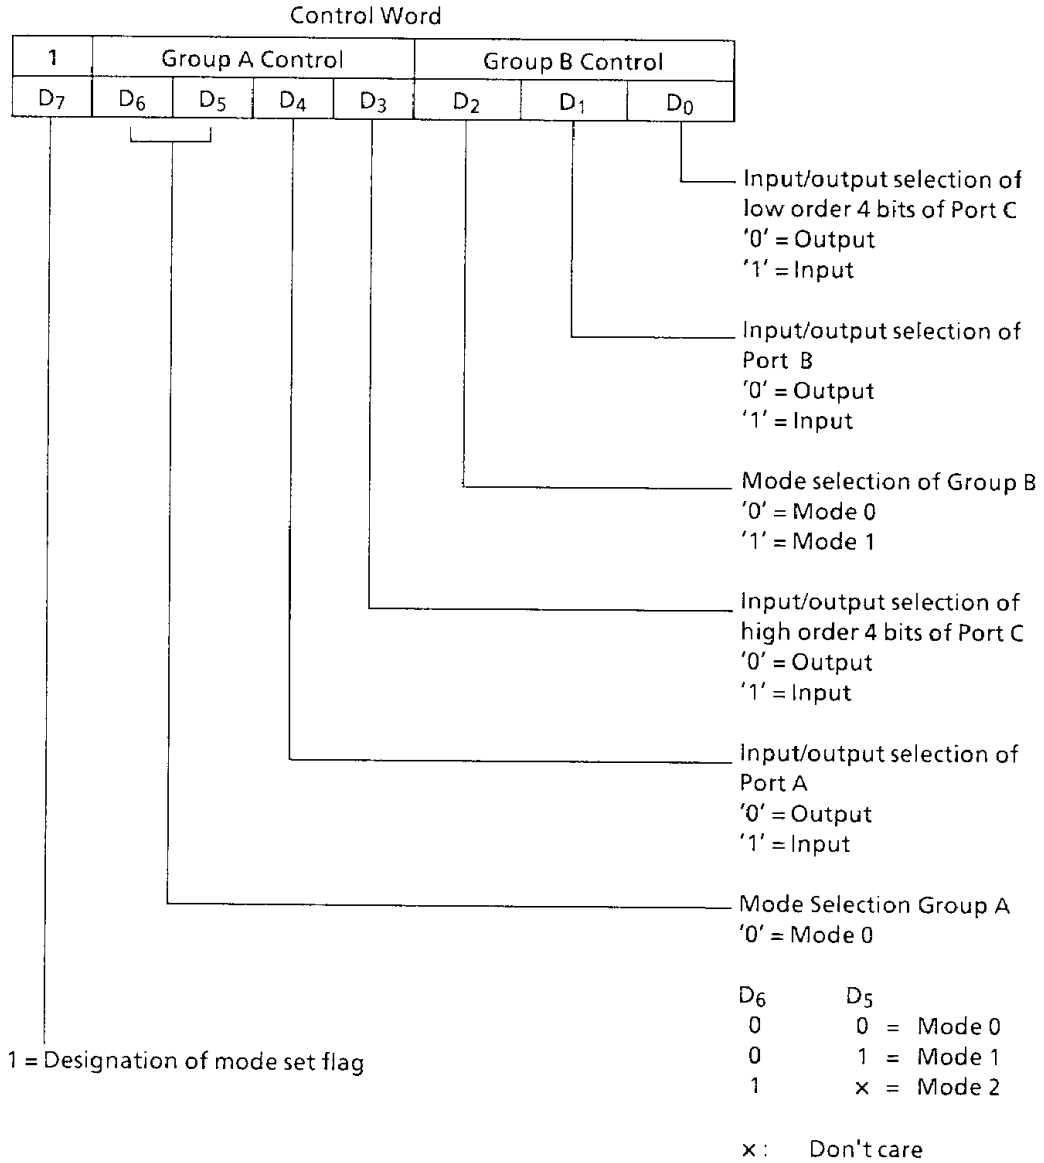 Control Word
1 Group A Control Group B Control
D7 D6 D5 D4 D3 D2 D1 D0
Input/output selection of
low order 4 bits of Port C
'0' = Output
'1' = Input
Input/output selection of
Port B
'0' = Output
'1' = Input
Mode selection of Group B
'0' = Mode 0
'1' = Mode 1
Input/output selection of
high order 4 bits of Port C
'0' = Output
'1' = Input
Input/output selection of
Port A
'0' = Output
'1' = Input
Mode Selection Group A
'0' = Mode 0
D6 D5
0 0 = Mode 0
0 1 = Mode 1
1 x = Mode 2
1 = Designation of mode set flag
x : Don't care